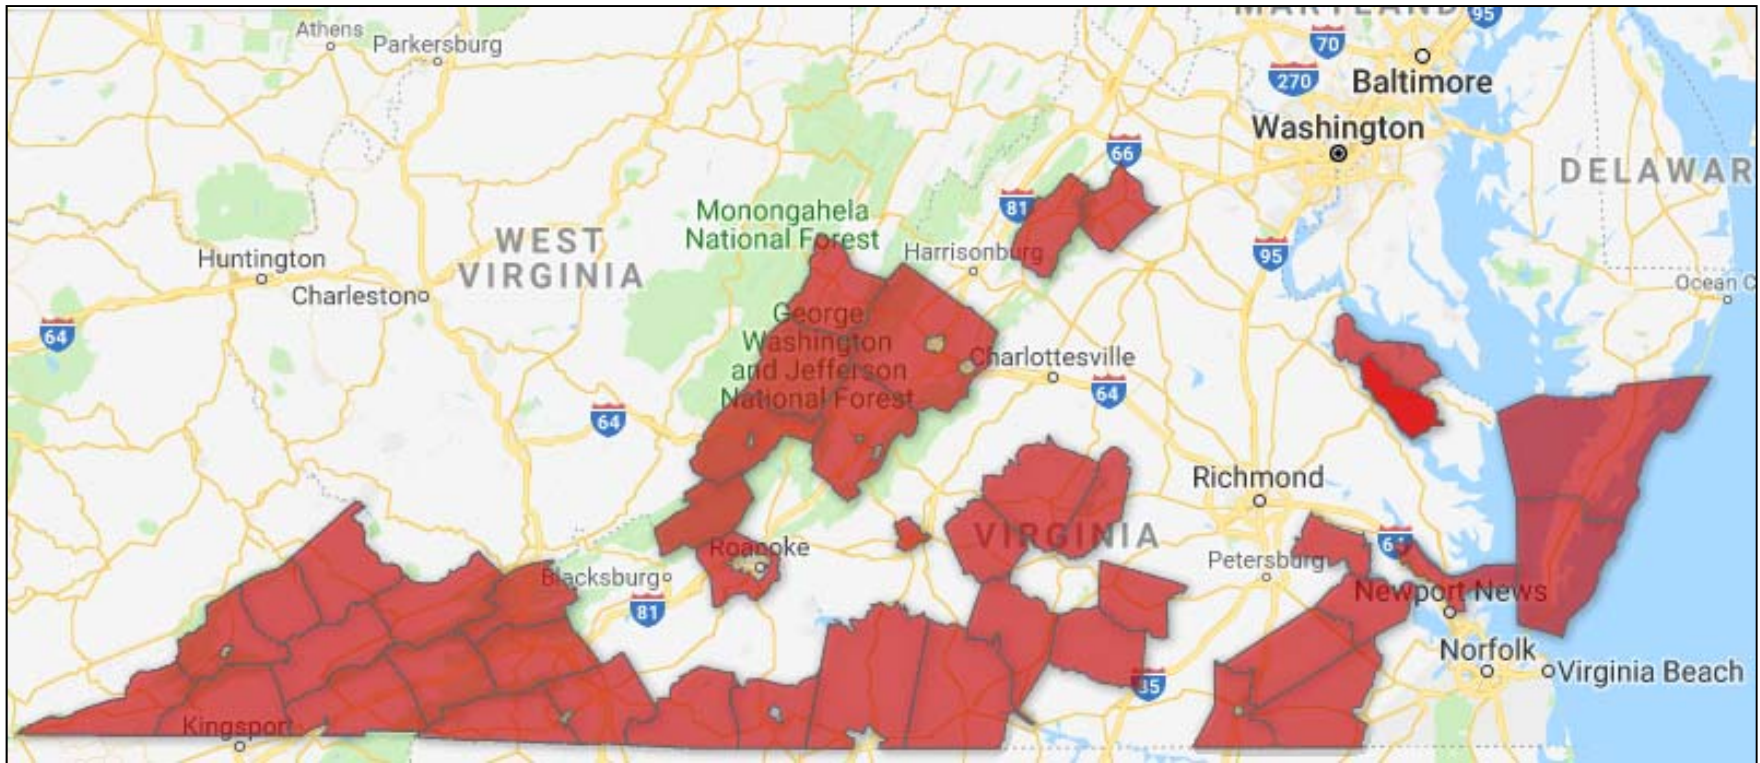 MARYLAND
95
Athens
Parkersburg
70
Baltimore
270
Washington
66
DELAWAR
81
Monongahela
National Forest
WEST
VIRGINIA
Harrisonburg
95
Huntington
Charleston
Ocean C
64
George
Washington
and Jefferson
National Forest
Charlottesville
64
64
Richmond
VIRGINIA
Roanoke
64
Petersburg
Blacksburg
Newport News
81
Norfolk
Virginia Beach
85
Kingsport